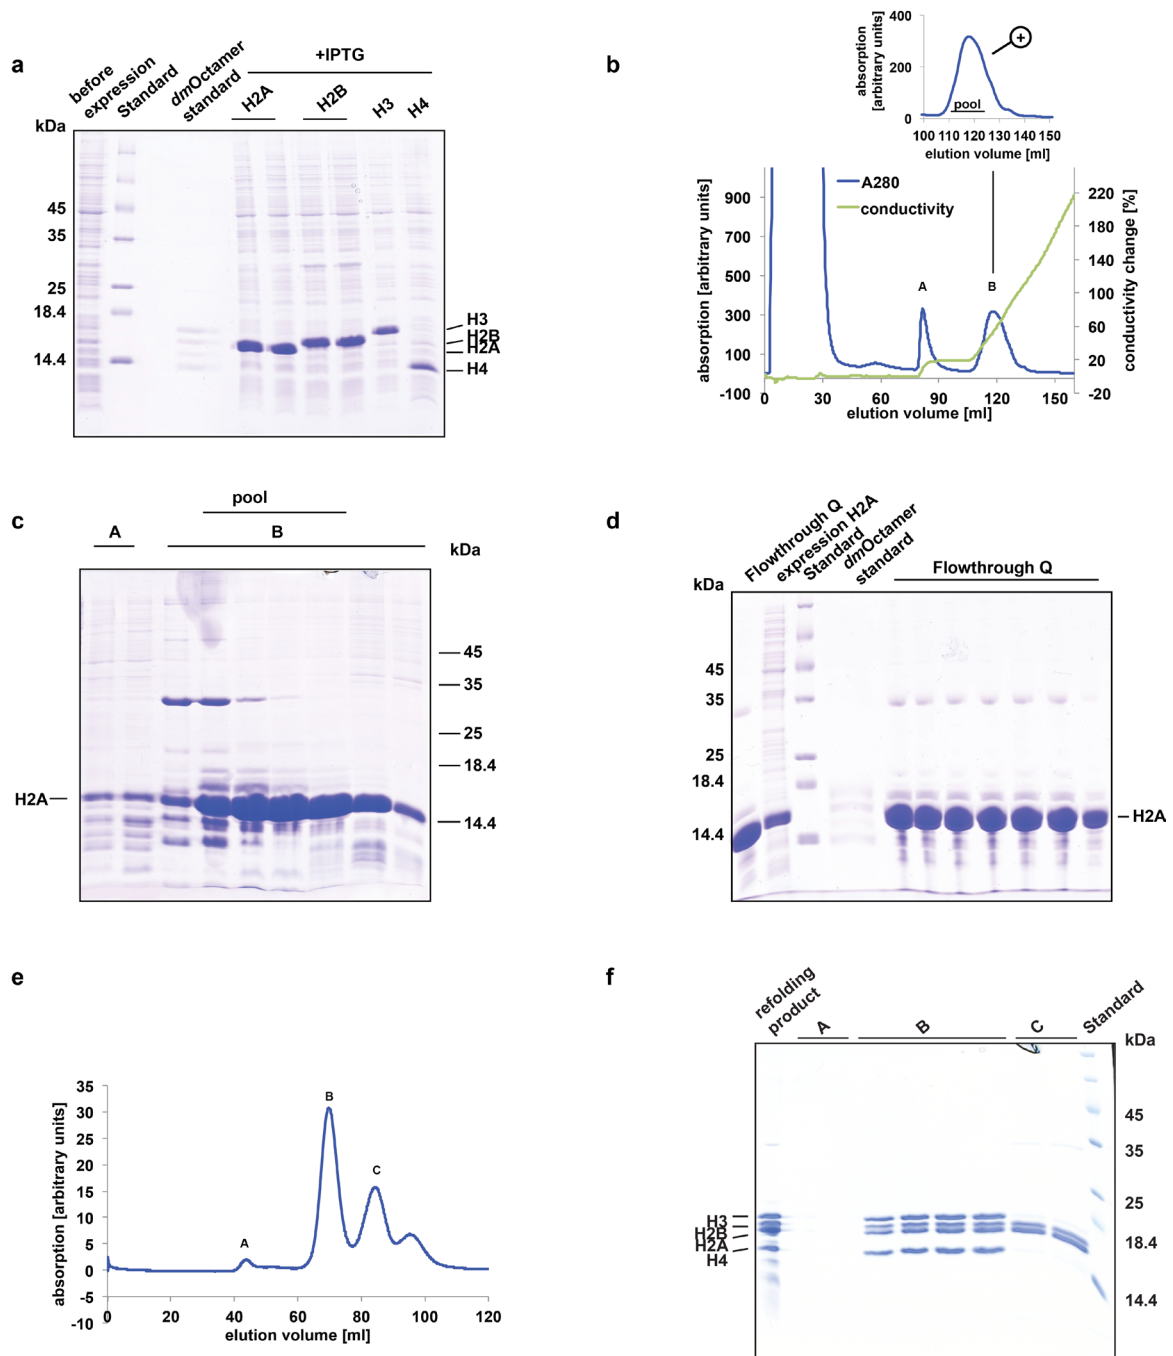 a
before
expression
Standard
dmOctamer
standard
+IPTG
H2A
H2B
H3
H4
kDa
45
35
25
18.4
14.4
H3
H2B
H2A
H4
b
absorption
[arbitrary units]
400
200
0
+
pool
100 110 120 130 140 150
elution volume [ml]
absorption [arbitrary units]
900
700
500
300
100
-100
A280
conductivity
A
B
220
180
140
100
60
20
-20
conductivity change [%]
0 30 60 90 120 150
elution volume [ml]
c
pool
A
B
kDa
45
35
25
18.4
14.4
H2A
d
Flowthrough Q
expression H2A
Standard
dmOctamer
standard
Flowthrough Q
kDa
45
35
25
18.4
14.4
H2A
e
absorption [arbitrary units]
35
30
25
20
15
10
5
0
-5
-10
A
B
C
0 20 40 60 80 100 120
elution volume [ml]
f
refolding
product
A
B
C
Standard
kDa
45
35
25
18.4
14.4
H3
H2B
H2A
H4